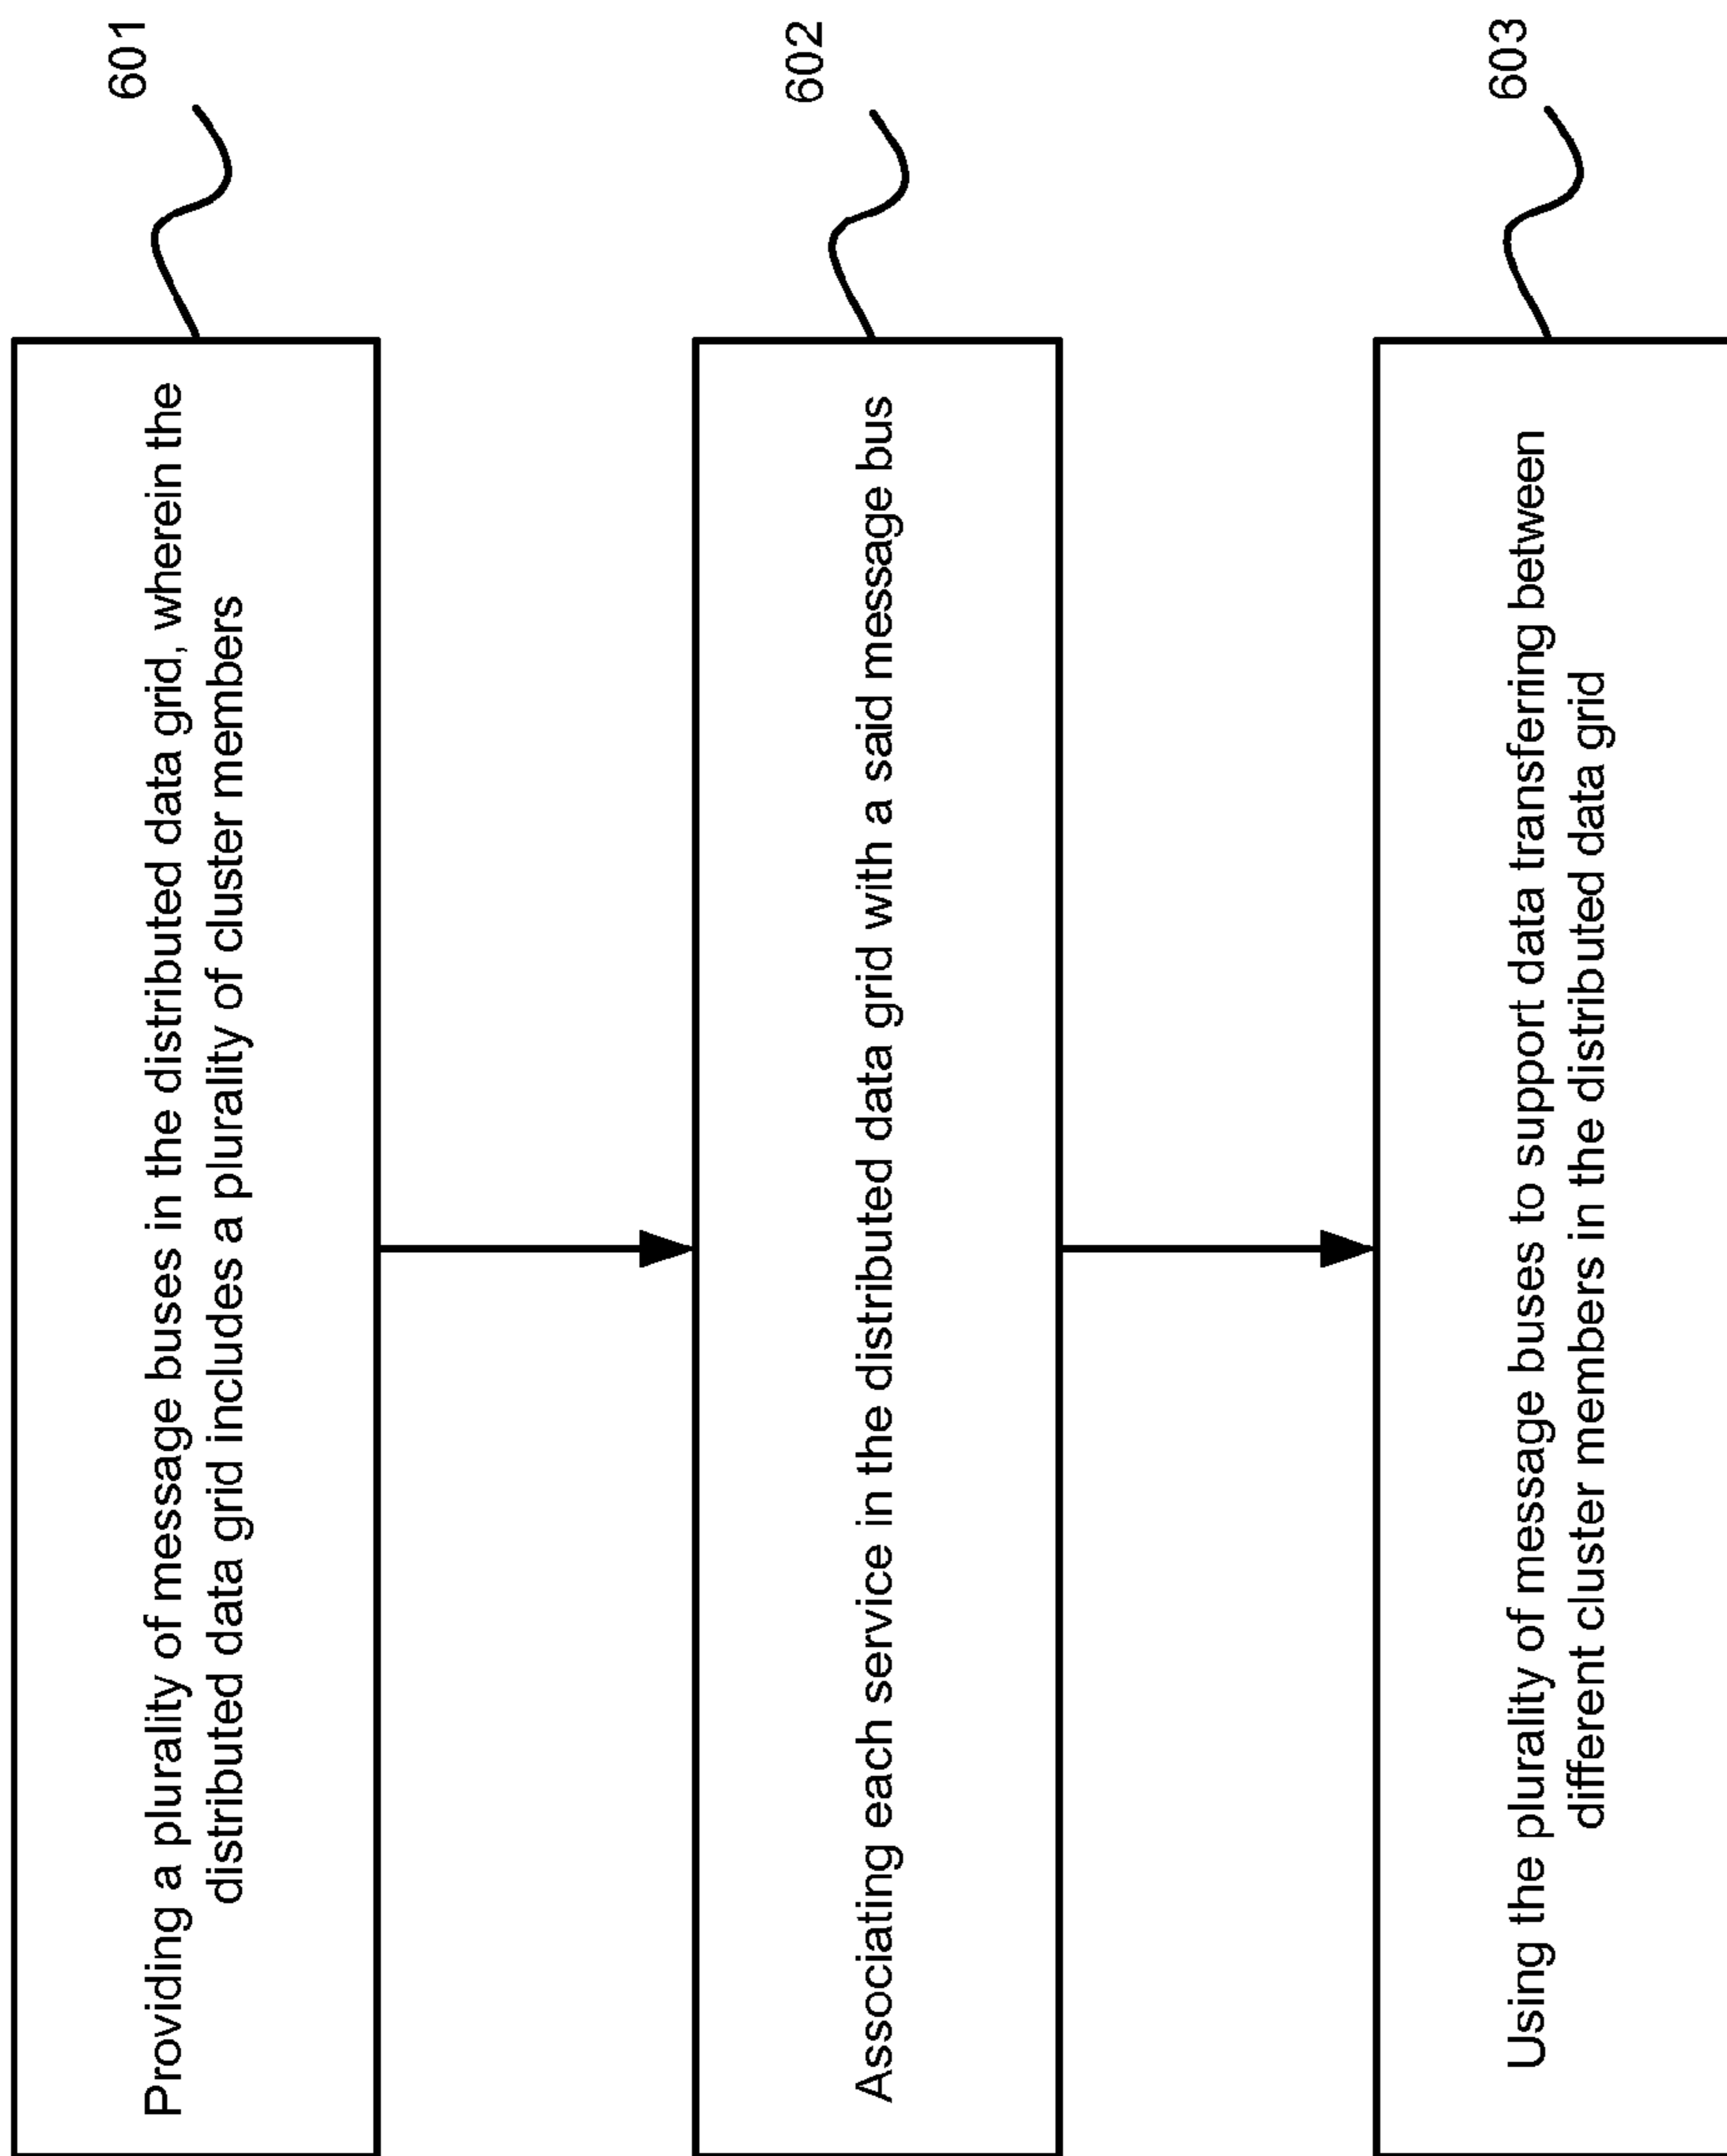 601
Providing a plurality of message buses in the distributed data grid, wherein the
distributed data grid includes a plurality of cluster members
602
Associating each service in the distributed data grid with a said message bus
603
Using the plurality of message buses to support data transferring between
different cluster members in the distributed data grid